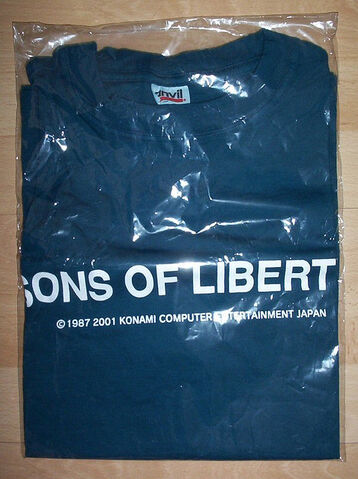 Anvil
SONS OF LIBERT
© 1987 2001 KONAMI COMPUTER ENTERTAINMENT JAPAN